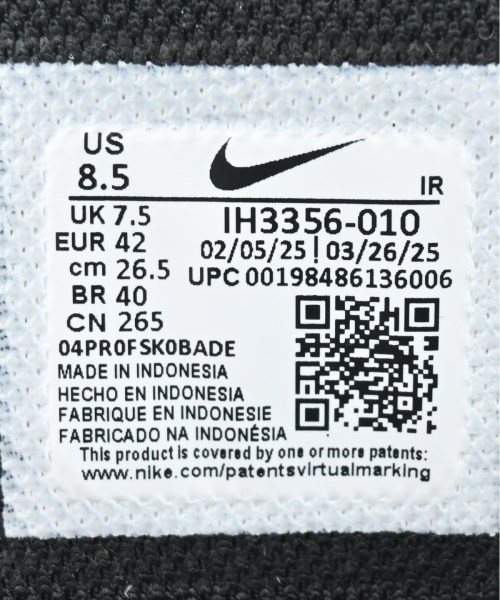 US
8.5
IR
UK 7.5
EUR 42
cm 26.5
BR 40
CN 265
IH3356-010
02/05/25 | 03/26/25
UPC 00198486136006
04PR0FSK0BADE
MADE IN INDONESIA
HECHO EN INDONESIA
FABRIQUE EN INDONESIE
FABRICADO NA INDONÉSIA
This product is covered by one or more patents:
www.nike.com/patentsvirtualmarking